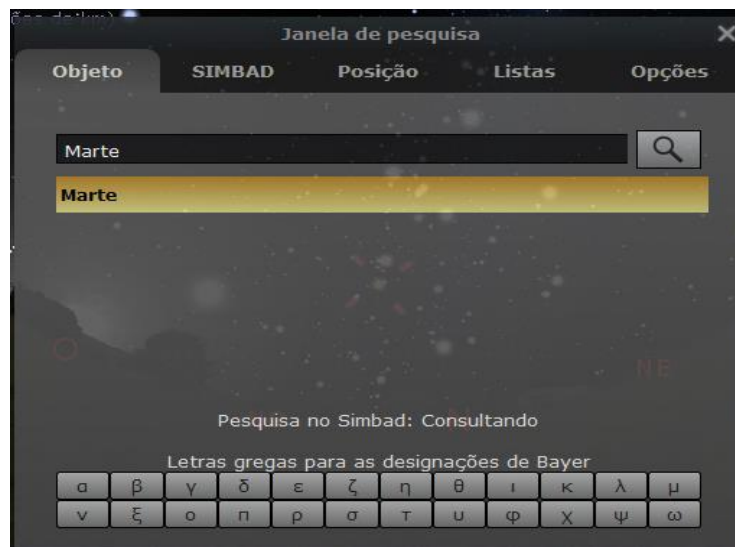 Janela de pesquisa
Objeto SIMBAD Posição Listas Opções
Marte
Marte
NE
Pesquisa no Simbad: Consultando
Letras gregas para as designações de Bayer
α β γ δ ε ζ η θ ι κ λ μ
ν ξ ο π ρ σ τ υ φ χ ψ ω